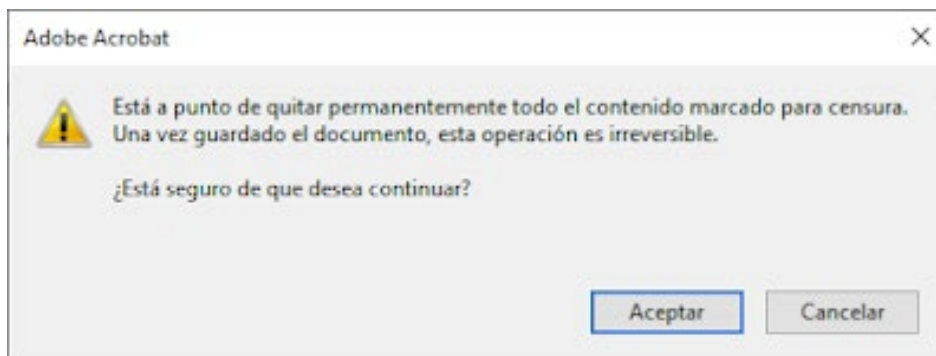 Adobe Acrobat
Está a punto de quitar permanentemente todo el contenido marcado para censura.
Una vez guardado el documento, esta operación es irreversible.
¿Está seguro de que desea continuar?
Aceptar
Cancelar